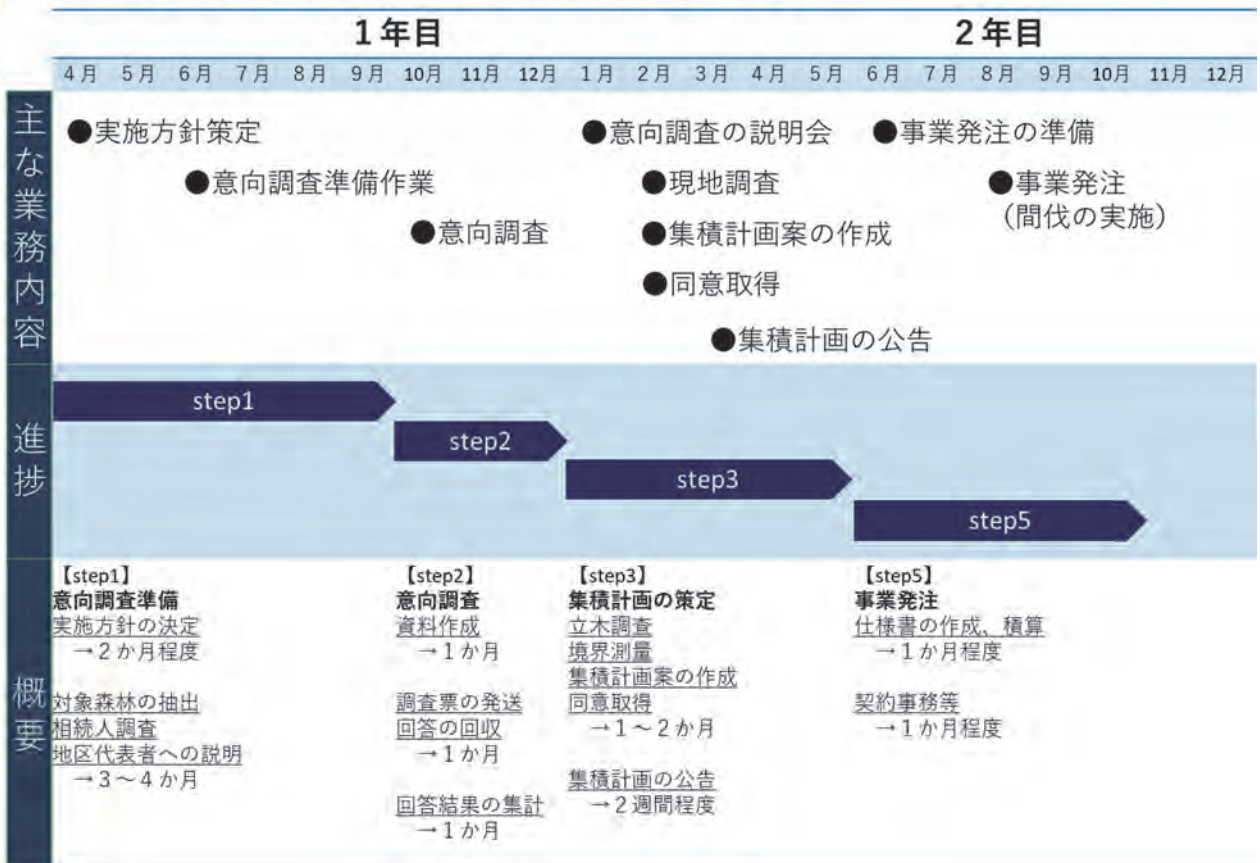 1年目 2年目
4月 5月 6月 7月 8月 9月 10月 11月 12月 1月 2月 3月 4月 5月 6月 7月 8月 9月 10月 11月 12月
主な業務内容
●実施方針策定
●意向調査の説明会
●事業発注の準備
●意向調査準備作業
●現地調査
●事業発注
（間伐の実施）
●意向調査
●集積計画案の作成
●同意取得
●集積計画の公告
進捗
step1
step2
step3
step5
概要
【step1】
意向調査準備
実施方針の決定
→２か月程度
対象森林の抽出
相続人調査
地区代表者への説明
→３～４か月
【step2】
意向調査
資料作成
→１か月
調査票の発送
回答の回収
→１か月
回答結果の集計
→１か月
【step3】
集積計画の策定
立木調査
境界測量
集積計画案の作成
同意取得
→１～２か月
集積計画の公告
→２週間程度
【step5】
事業発注
仕様書の作成、積算
→１か月程度
契約事務等
→１か月程度